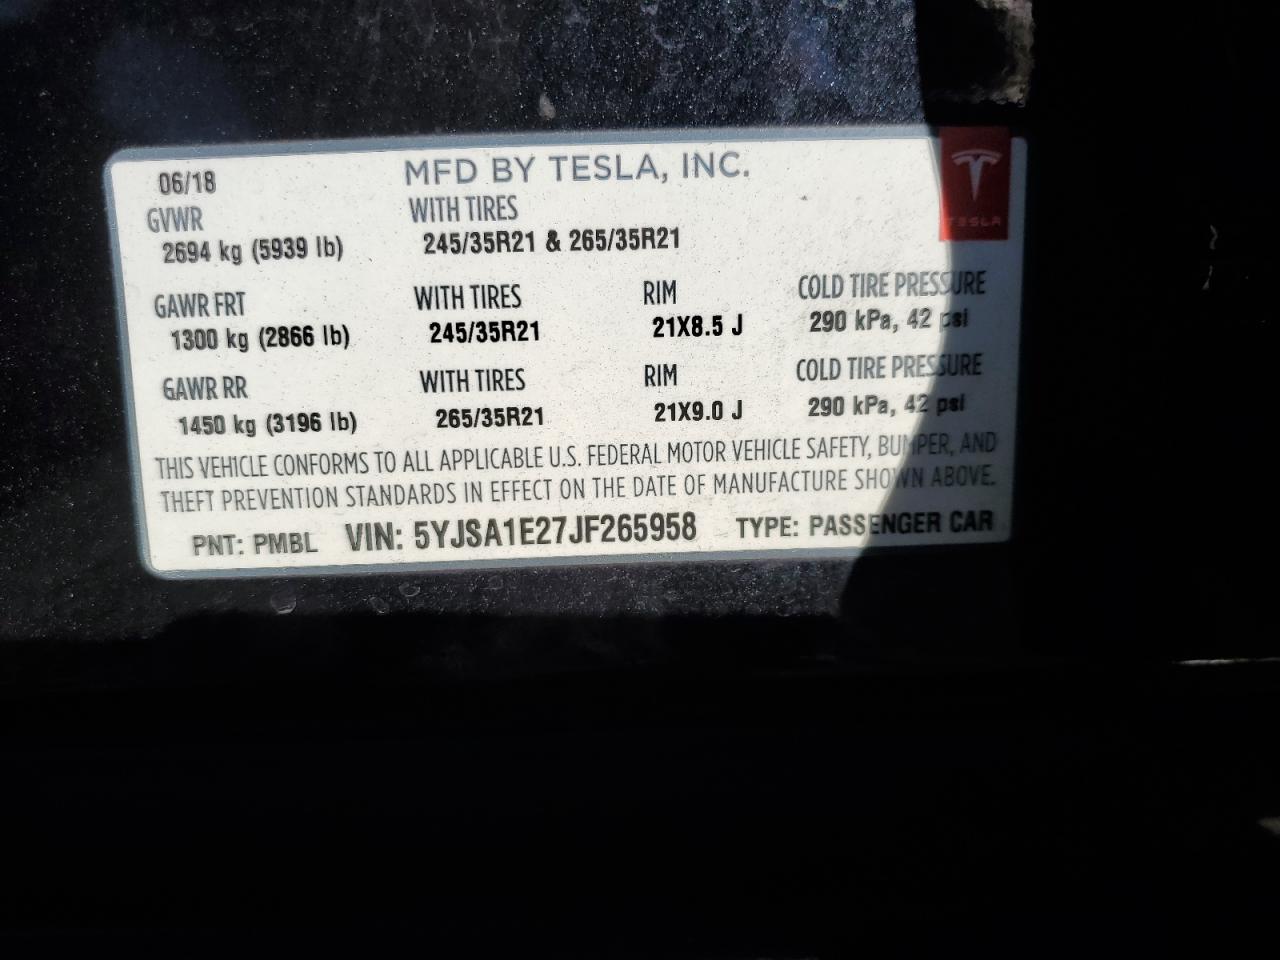 06/18 MFD BY TESLA, INC.
TESLA
GVWR WITH TIRES
2694 kg (5939 lb) 245/35R21 & 265/35R21
GAWR FRT WITH TIRES RIM COLD TIRE PRESSURE
1300 kg (2866 lb) 245/35R21 21X8.5 J 290 kPa, 42 psi
GAWR RR WITH TIRES RIM COLD TIRE PRESSURE
1450 kg (3196 lb) 265/35R21 21X9.0 J 290 kPa, 42 psi
THIS VEHICLE CONFORMS TO ALL APPLICABLE U.S. FEDERAL MOTOR VEHICLE SAFETY, BUMPER, AND
THEFT PREVENTION STANDARDS IN EFFECT ON THE DATE OF MANUFACTURE SHOWN ABOVE.
PNT: PMBL VIN: 5YJSA1E27JF265958 TYPE: PASSENGER CAR